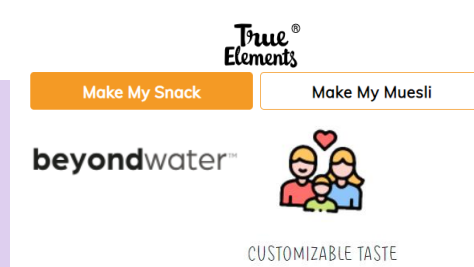 True®
Elements
Make My Snack Make My Muesli
beyondwater™
CUSTOMIZABLE TASTE